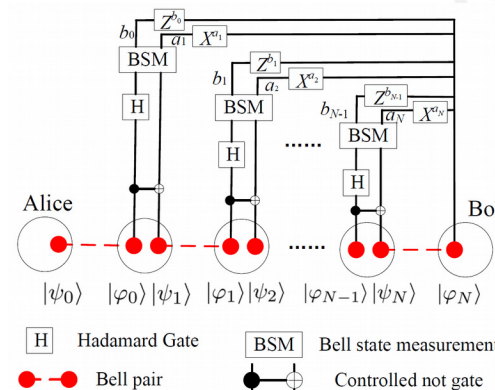 b₀ Z^{b₀}
a₁ X^{a₁}
BSM
b₁ Z^{b₁}
a₂ X^{a₂}
BSM
b_{N-1} Z^{b_{N-1}}
a_N X^{a_N}
BSM
H
H
H
......
Alice
Bo
......
|ψ₀⟩ |φ₀⟩ |ψ₁⟩ |φ₁⟩ |ψ₂⟩ |φ_{N−1}⟩ |ψ_N⟩ |φ_N⟩
H Hadamard Gate BSM Bell state measurement
Bell pair Controlled not gate